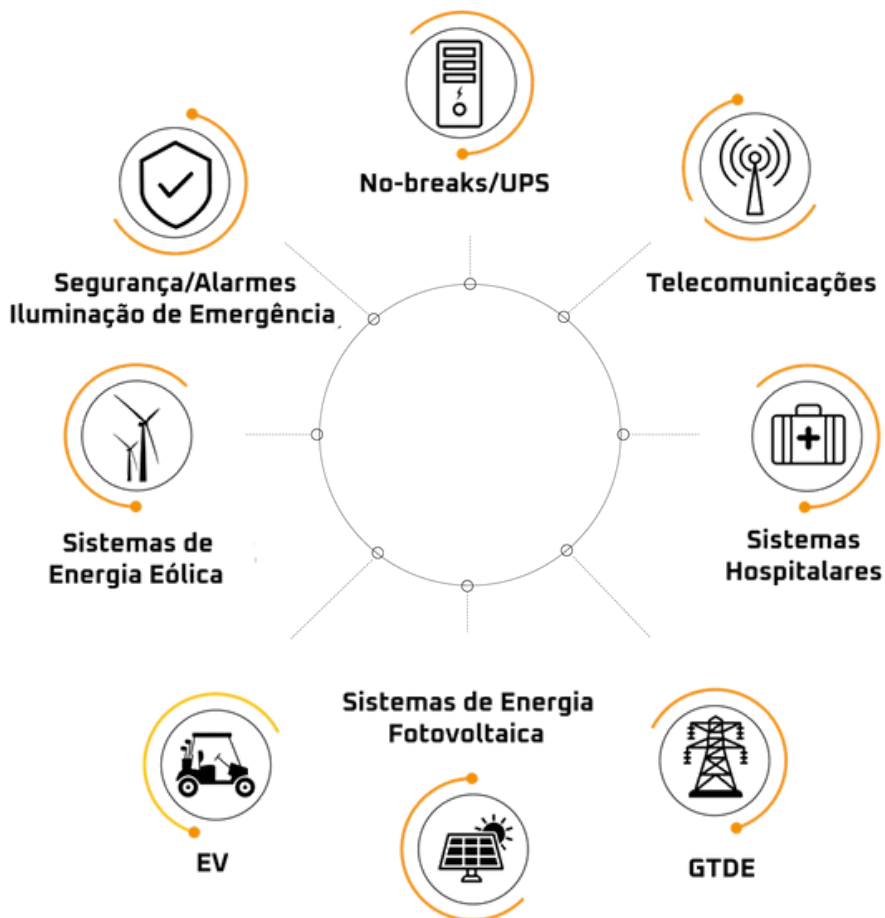 No-breaks/UPS
Segurança/Alarmes
Iluminação de Emergência
Telecomunicações
Sistemas de
Energia Eólica
Sistemas
Hospitalares
Sistemas de Energia
Fotovoltaica
EV
GTDE